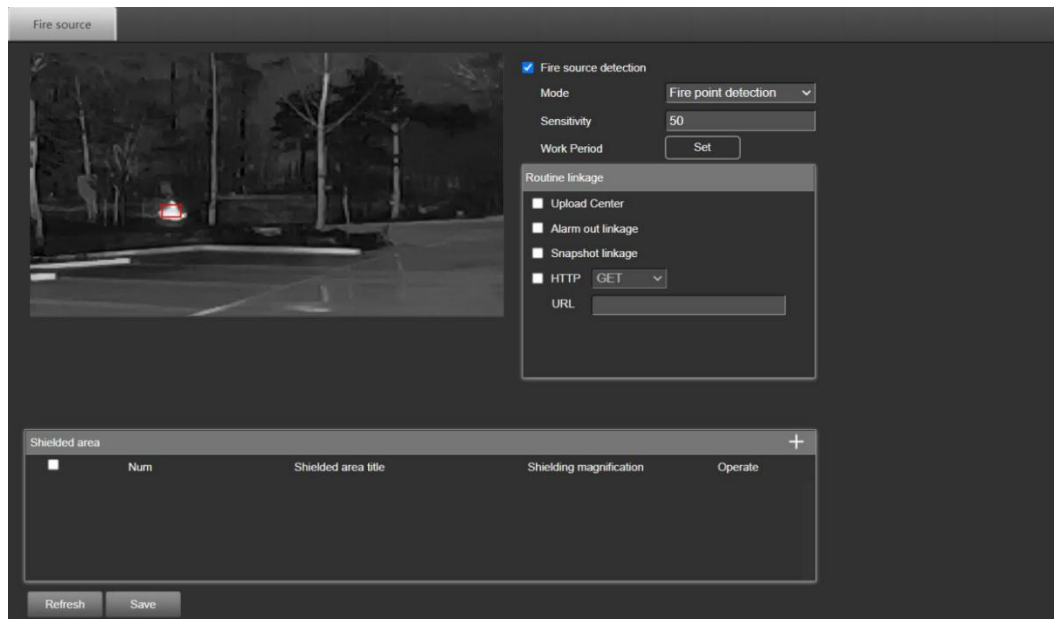 Fire source
Fire source detection
Mode Fire point detection
Sensitivity 50
Work Period Set
Routine linkage
Upload Center
Alarm out linkage
Snapshot linkage
HTTP GET
URL
Shielded area
Num Shielded area title Shielding magnification Operate
Refresh Save